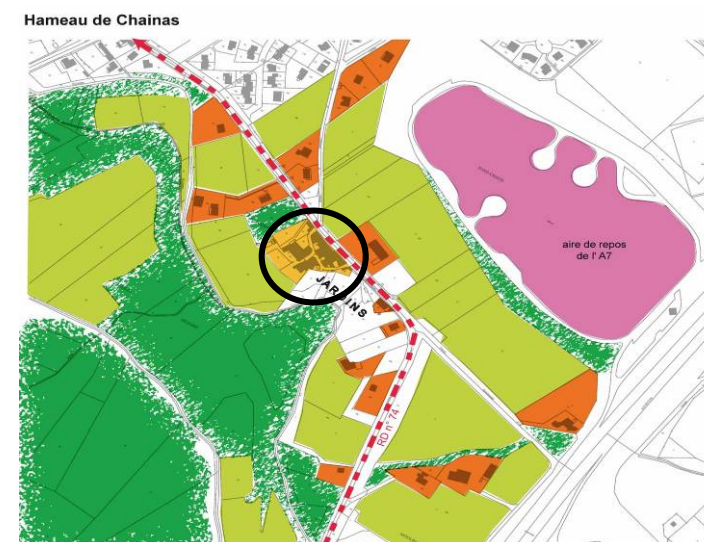 Hameau de Chainas
aire de repos
de l' A7
JARDINS
RD n° 74